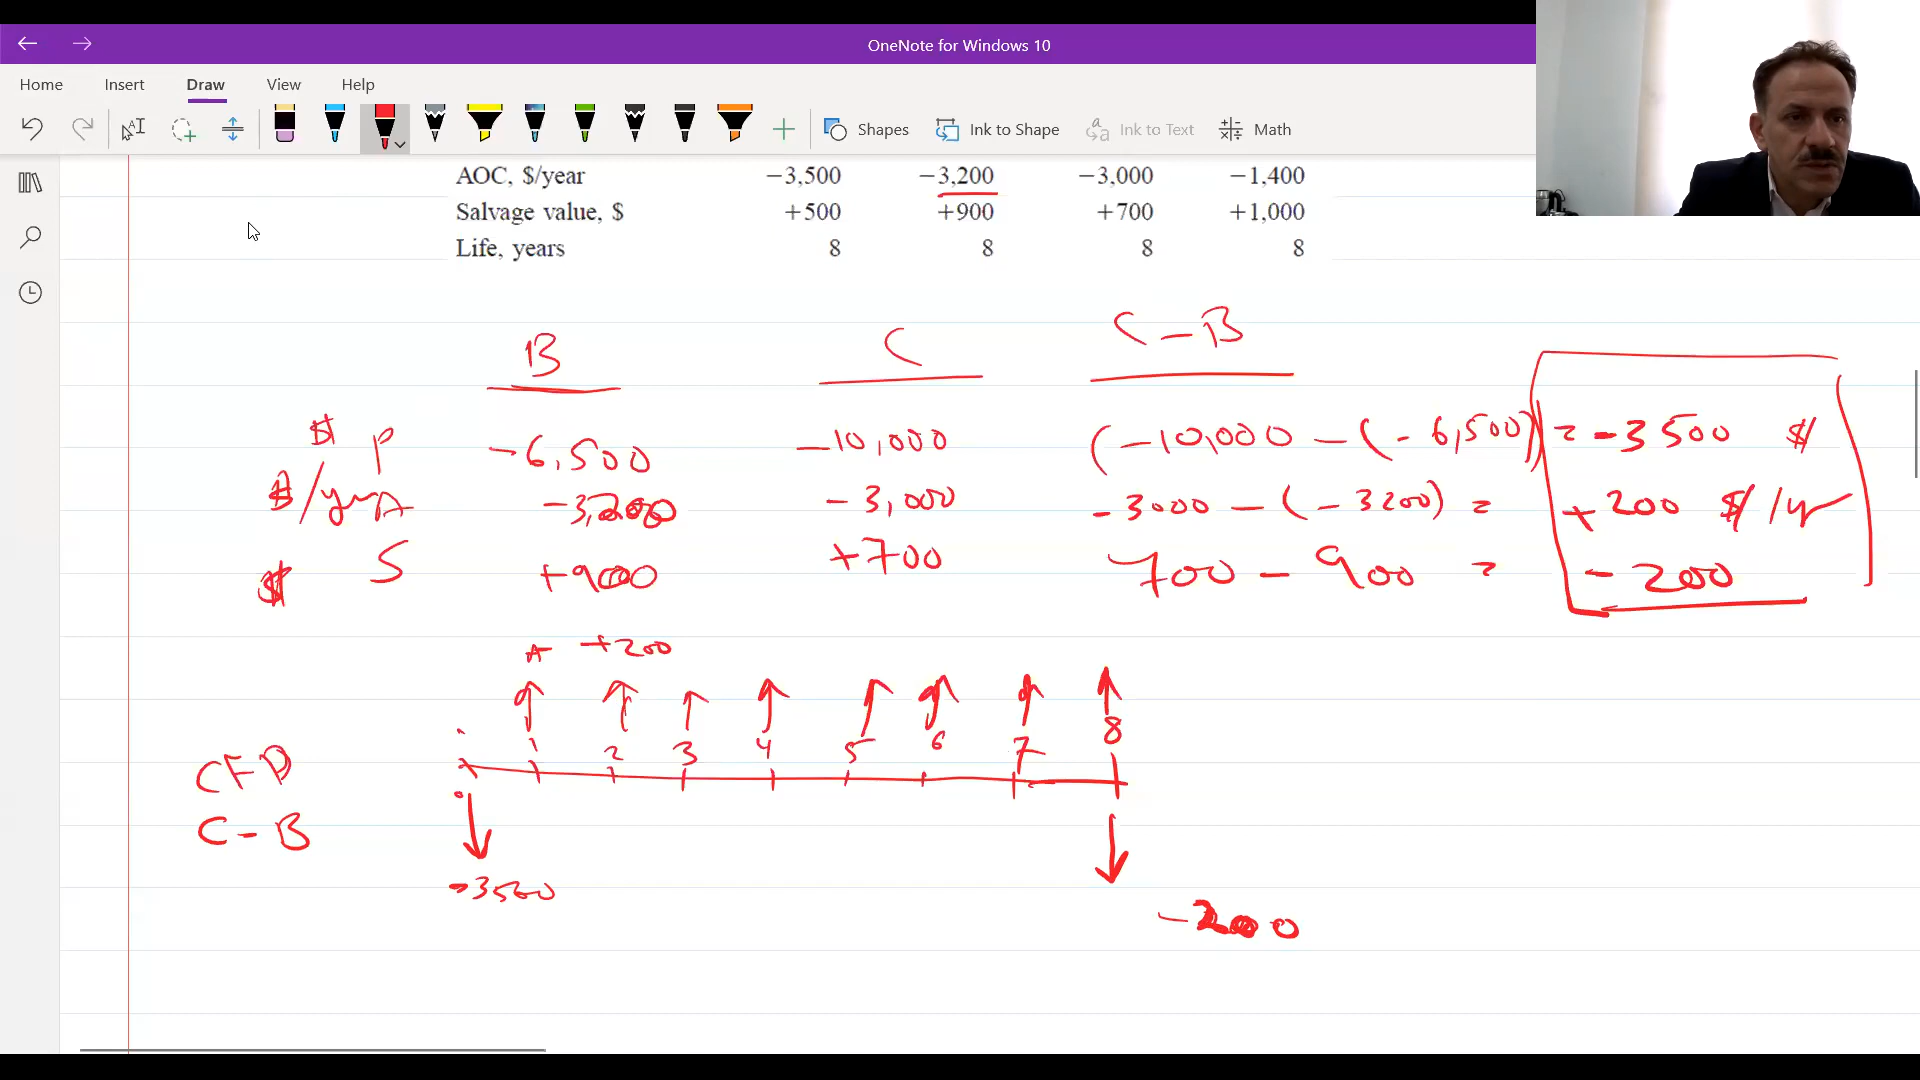 OneNote for Windows 10
Home Insert Draw View Help
Shapes Ink to Shape Ink to Text Math
AOC, $/year −3,500 −3,200 −3,000 −1,400
Salvage value, $ +500 +900 +700 +1,000
Life, years 8 8 8 8
B C C - B
$ P -6,500 -10,000 (-10,000 - (-6,500) = -3500 $
$/year A -3,200 -3,000 -3000 - (-3200) = +200 $/yr
$ S +900 +700 700 - 900 = -200
A +200
1 2 3 4 5 6 7 8
0
CFD
C - B
-3500
-200